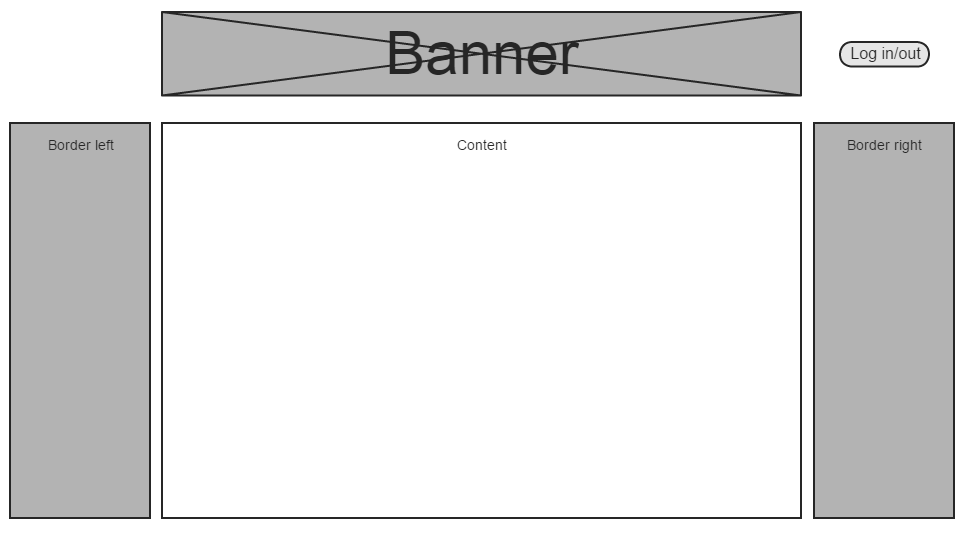 Banner
Log in/out
Border left
Content
Border right